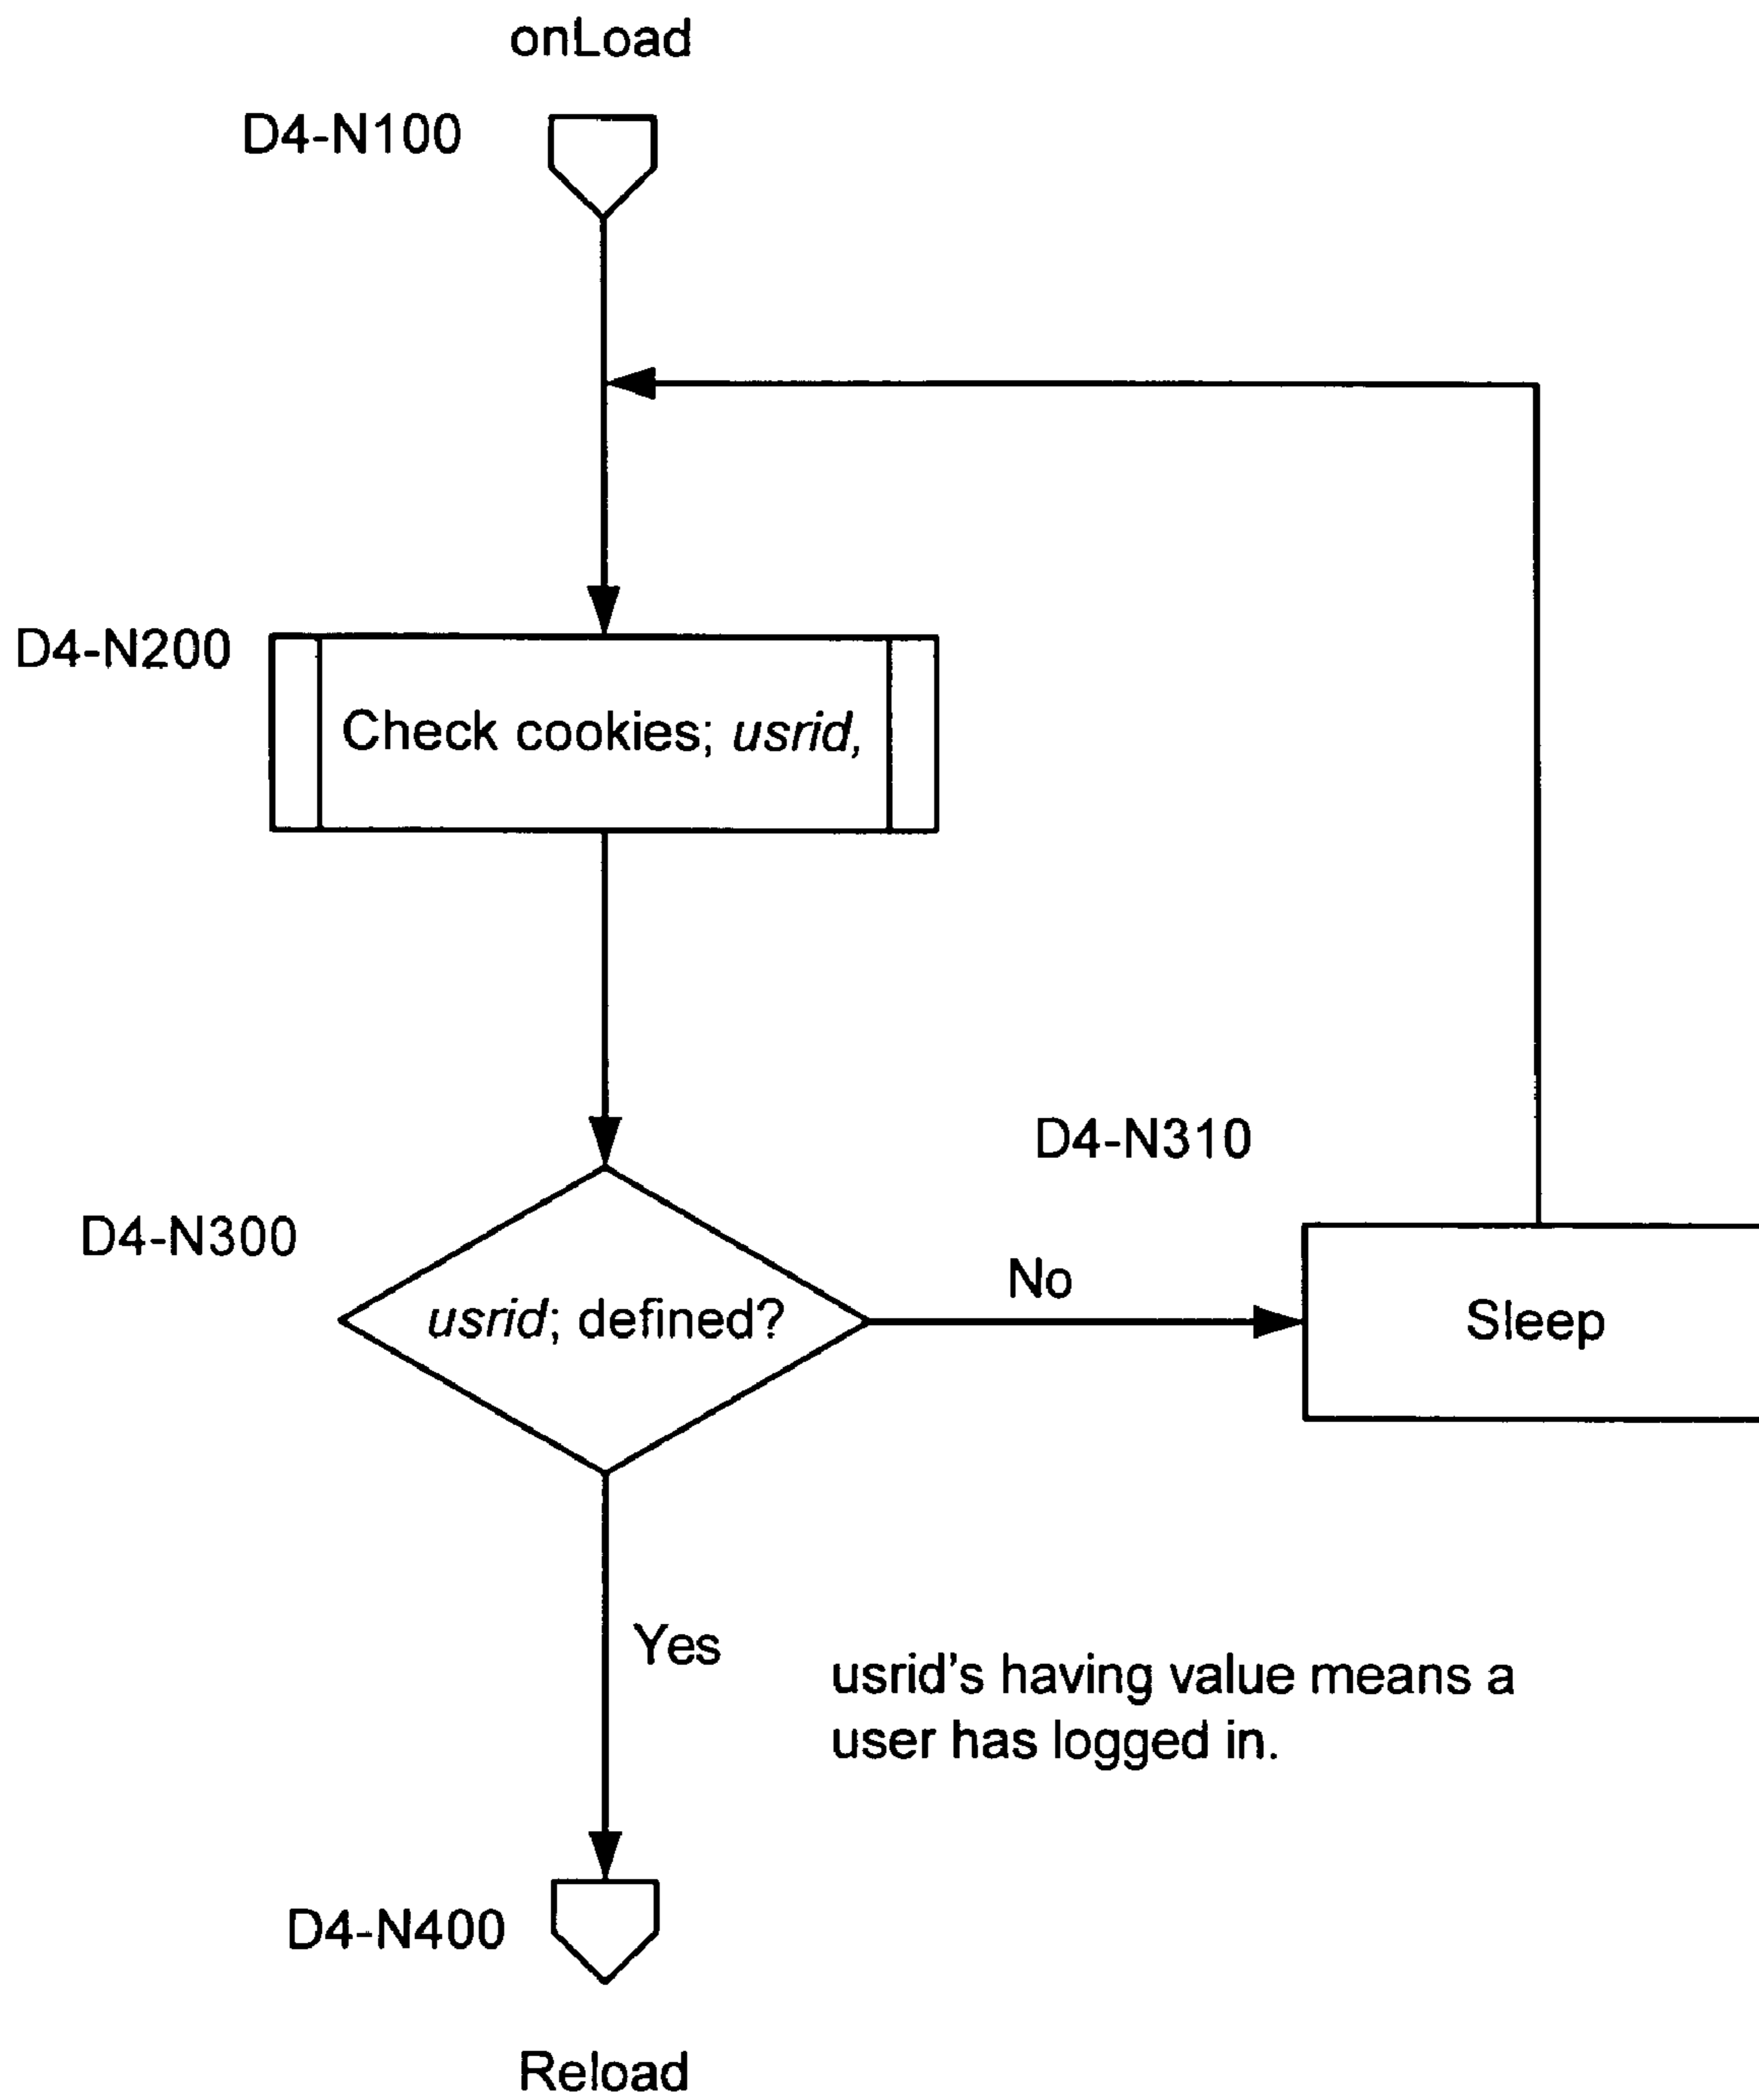 onLoad
D4-N100
D4-N200
Check cookies; usrid,
D4-N310
D4-N300
usrid; defined?
No
Sleep
Yes
usrid's having value means a
user has logged in.
D4-N400
Reload